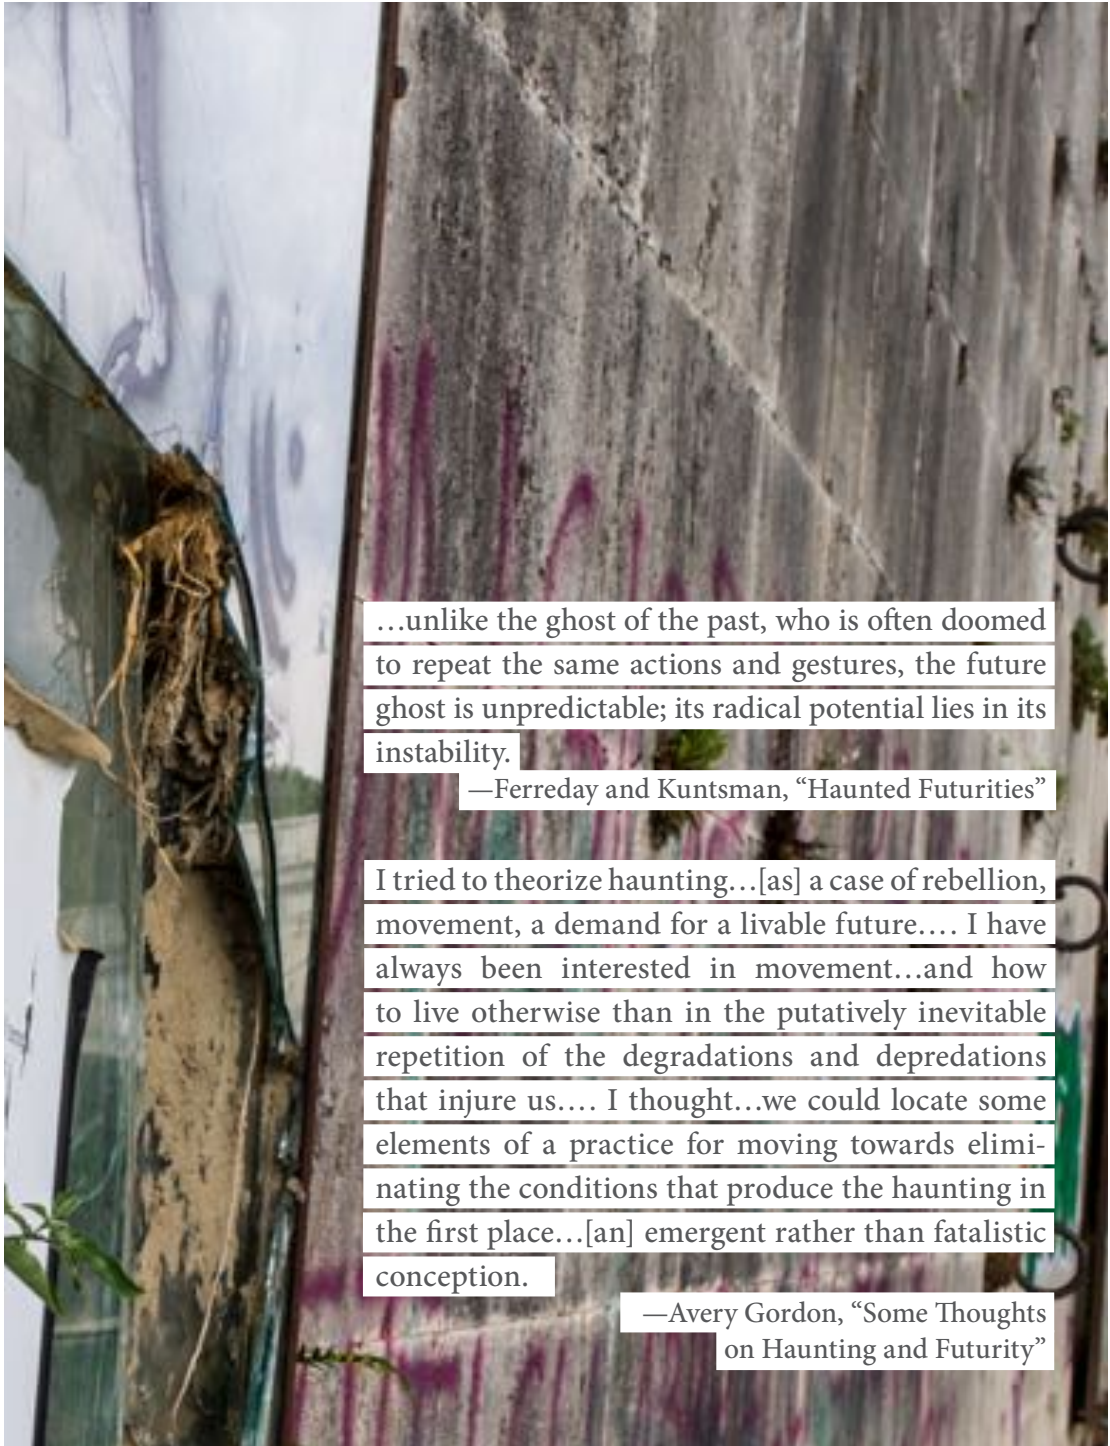 …unlike the ghost of the past, who is often doomed
to repeat the same actions and gestures, the future
ghost is unpredictable; its radical potential lies in its
instability.
—Ferreday and Kuntsman, “Haunted Futurities”
I tried to theorize haunting…[as] a case of rebellion,
movement, a demand for a livable future…. I have
always been interested in movement…and how
to live otherwise than in the putatively inevitable
repetition of the degradations and depredations
that injure us…. I thought…we could locate some
elements of a practice for moving towards elimi-
nating the conditions that produce the haunting in
the first place…[an] emergent rather than fatalistic
conception.
—Avery Gordon, “Some Thoughts
on Haunting and Futurity”